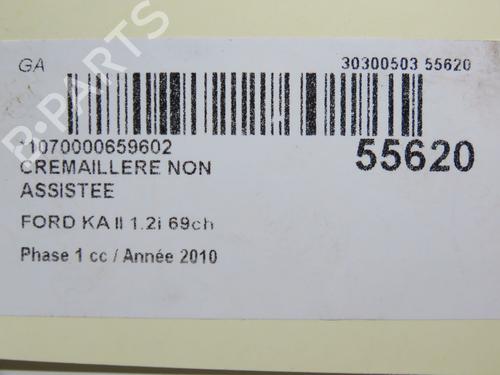 GA
30300503 55620
*1070000659602
CREMAILLERE NON
ASSISTEE
55620
FORD KA II 1.2i 69ch
Phase 1 cc / Année 2010
B-PARTS